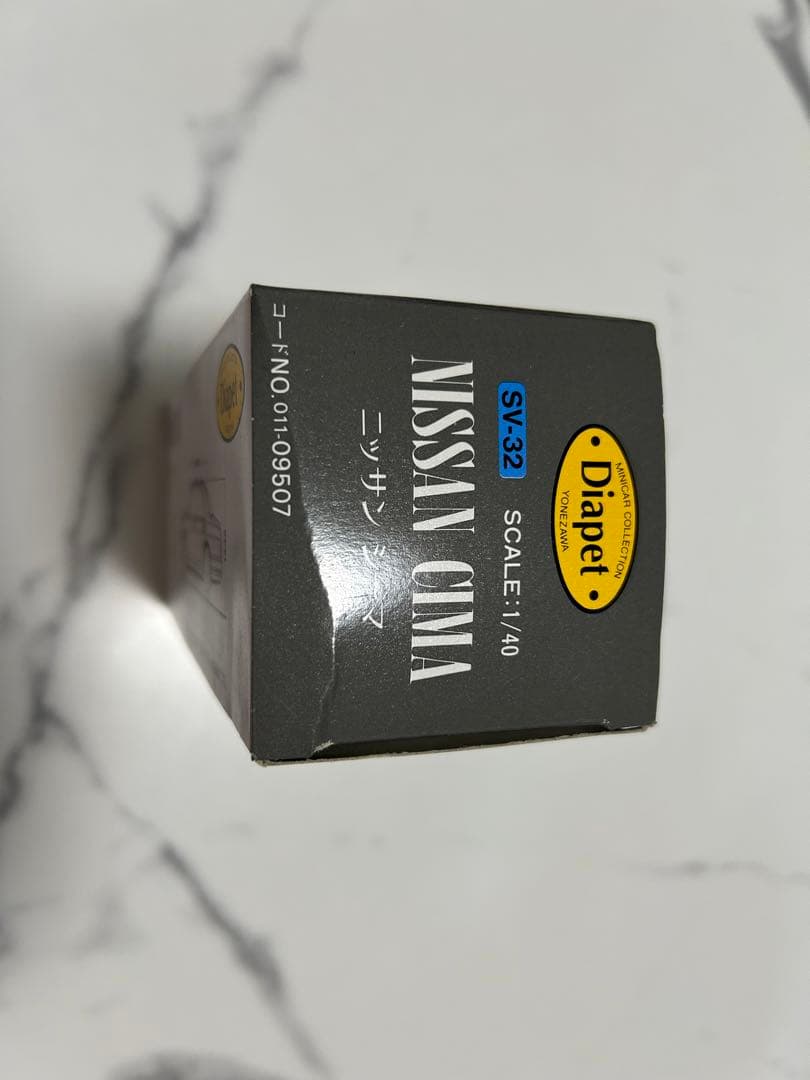 MINICAR COLLECTION
Diapet
YONEZAWA
SV-32 SCALE:1/40
NISSAN CIMA
ニッサン シーマ
コードNO. 011-09507
Diapet